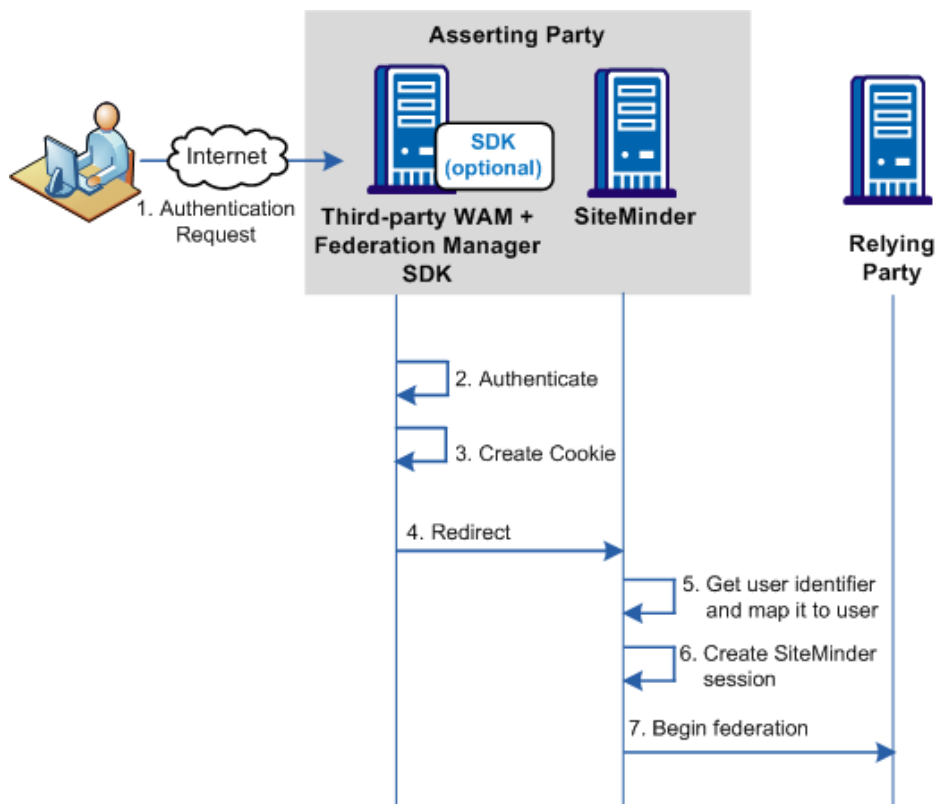 Asserting Party
Internet
SDK
(optional)
1. Authentication
Request
Third-party WAM +
Federation Manager
SDK
SiteMinder
Relying
Party
2. Authenticate
3. Create Cookie
4. Redirect
5. Get user identifier
and map it to user
6. Create SiteMinder
session
7. Begin federation